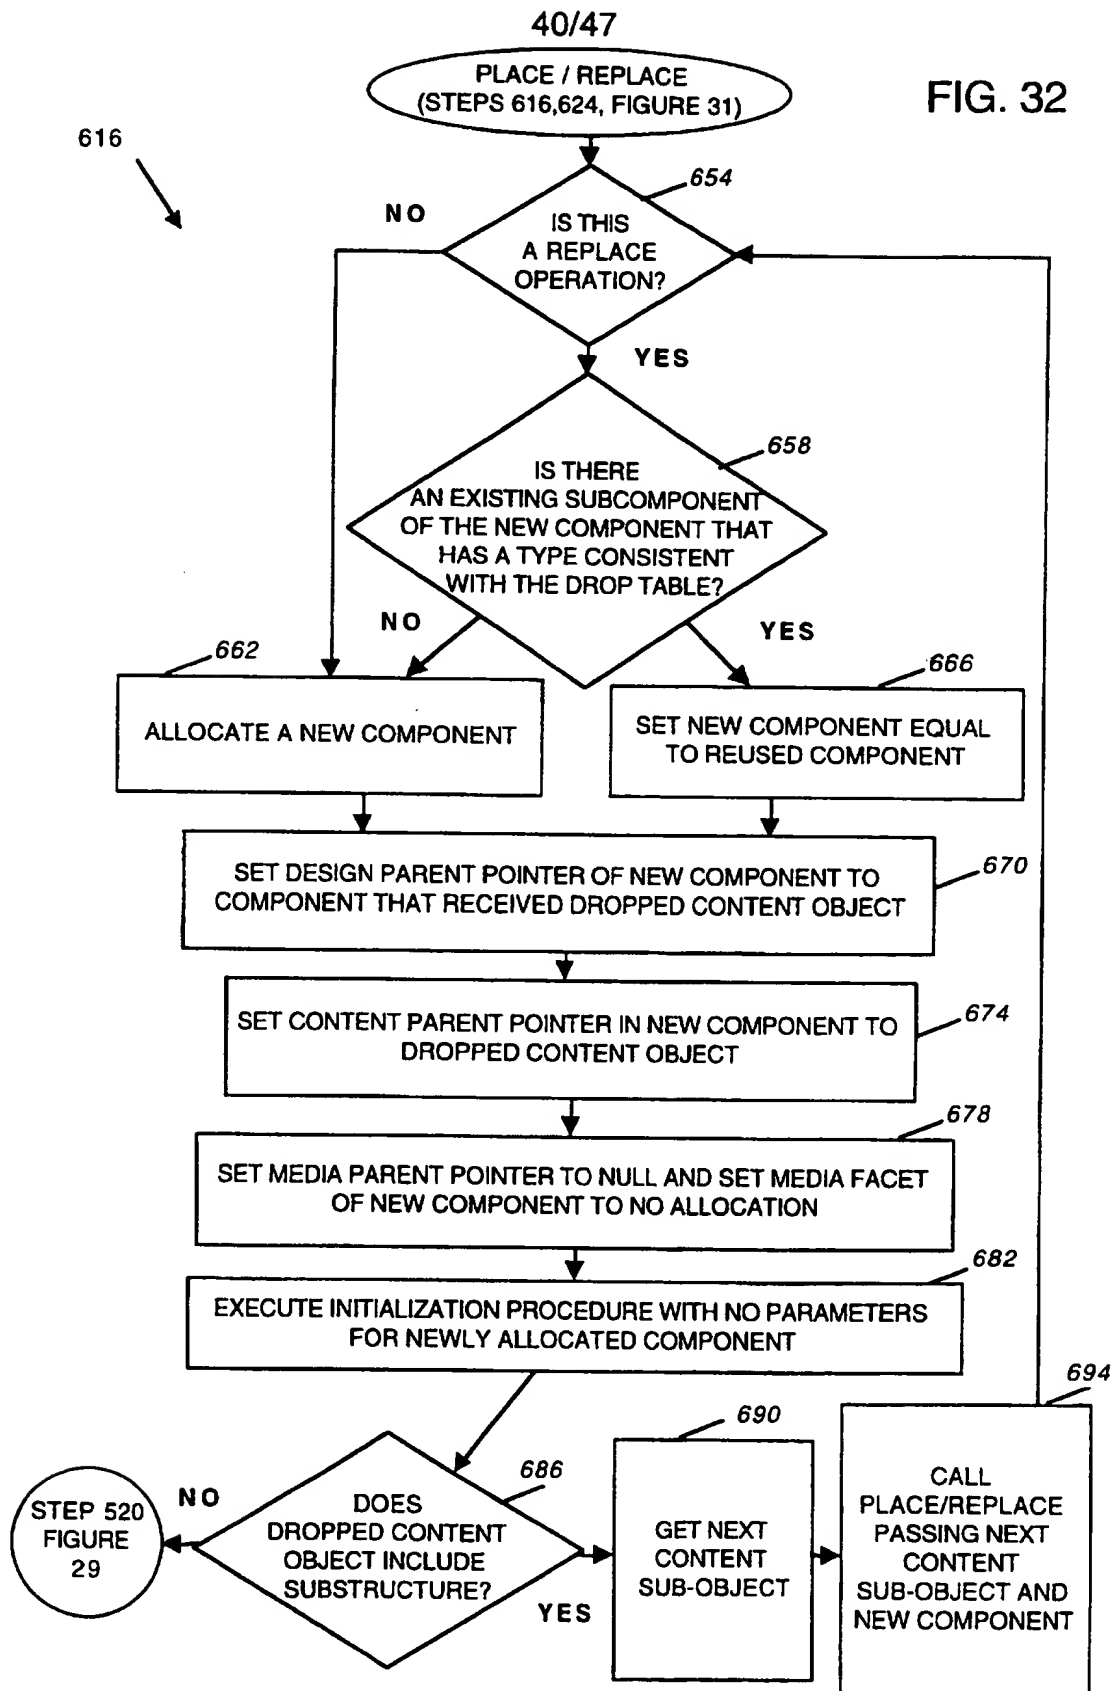 40/47
PLACE / REPLACE
(STEPS 616,624, FIGURE 31)
FIG. 32
616
654
NO
IS THIS
A REPLACE
OPERATION?
YES
658
IS THERE
AN EXISTING SUBCOMPONENT
OF THE NEW COMPONENT THAT
HAS A TYPE CONSISTENT
WITH THE DROP TABLE?
NO
YES
662
666
ALLOCATE A NEW COMPONENT
SET NEW COMPONENT EQUAL
TO REUSED COMPONENT
670
SET DESIGN PARENT POINTER OF NEW COMPONENT TO
COMPONENT THAT RECEIVED DROPPED CONTENT OBJECT
674
SET CONTENT PARENT POINTER IN NEW COMPONENT TO
DROPPED CONTENT OBJECT
678
SET MEDIA PARENT POINTER TO NULL AND SET MEDIA FACET
OF NEW COMPONENT TO NO ALLOCATION
682
EXECUTE INITIALIZATION PROCEDURE WITH NO PARAMETERS
FOR NEWLY ALLOCATED COMPONENT
686
DOES
DROPPED CONTENT
OBJECT INCLUDE
SUBSTRUCTURE?
NO
STEP 520
FIGURE
29
YES
690
GET NEXT
CONTENT
SUB-OBJECT
694
CALL
PLACE/REPLACE
PASSING NEXT
CONTENT
SUB-OBJECT AND
NEW COMPONENT